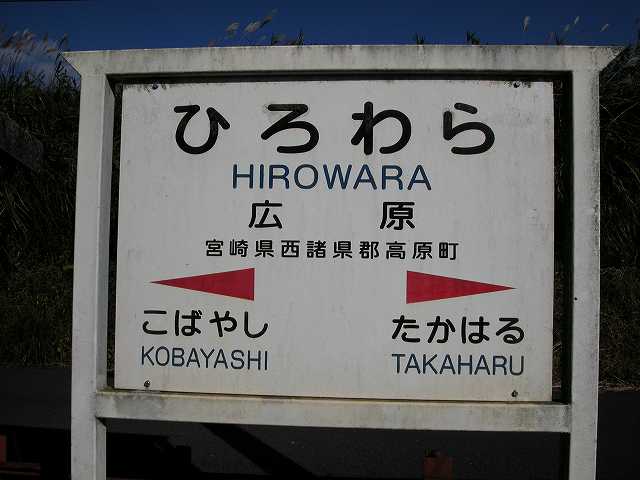 ひろわら
HIROWARA
広原
宮崎県西諸県郡高原町
こばやし たかはる
KOBAYASHI TAKAHARU